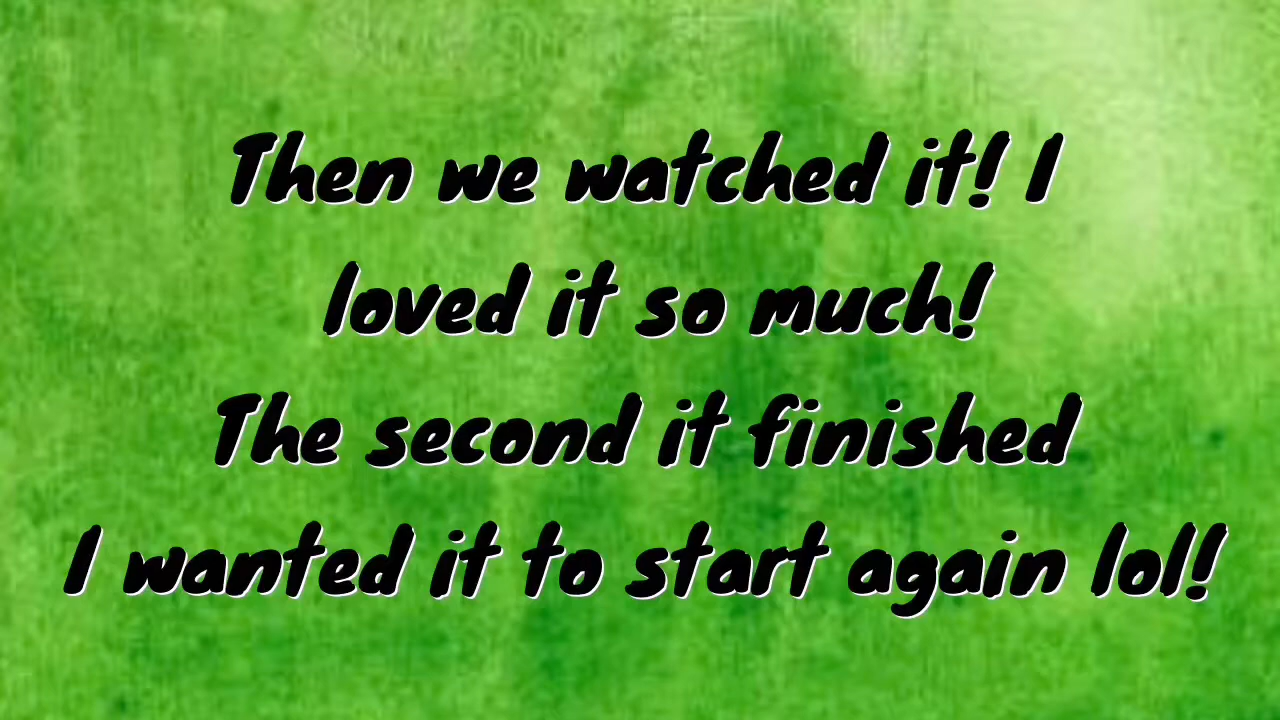 Then we watched it! I
loved it so much!
The second it finished
I wanted it to start again lol!